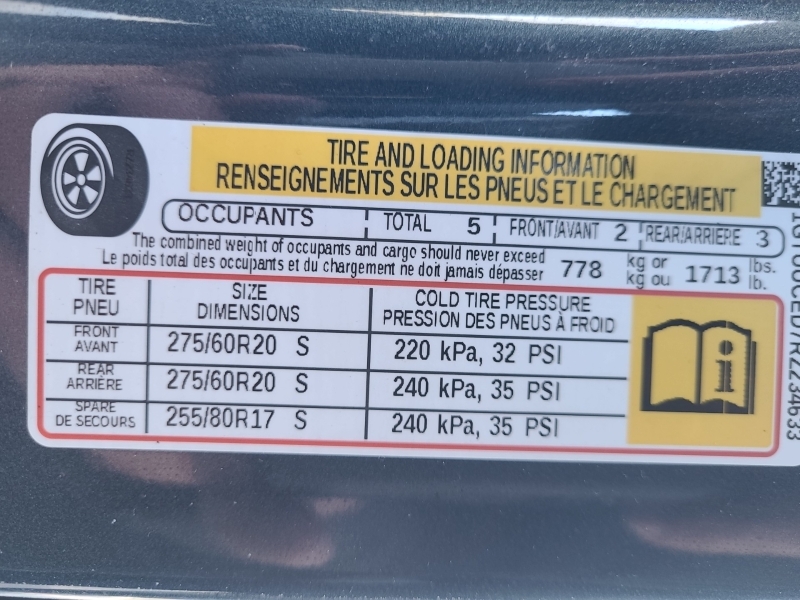 TIRE AND LOADING INFORMATION
RENSEIGNEMENTS SUR LES PNEUS ET LE CHARGEMENT
OCCUPANTS TOTAL 5 FRONT/AVANT 2 REAR/ARRIÈRE 3
The combined weight of occupants and cargo should never exceed
Le poids total des occupants et du chargement ne doit jamais dépasser
778 kg or 1713 lbs.
kg ou lb.
TIRE SIZE COLD TIRE PRESSURE
PNEU DIMENSIONS PRESSION DES PNEUS À FROID
FRONT
AVANT 275/60R20 S 220 kPa, 32 PSI
REAR
ARRIÈRE 275/60R20 S 240 kPa, 35 PSI
SPARE
DE SECOURS 255/80R17 S 240 kPa, 35 PSI